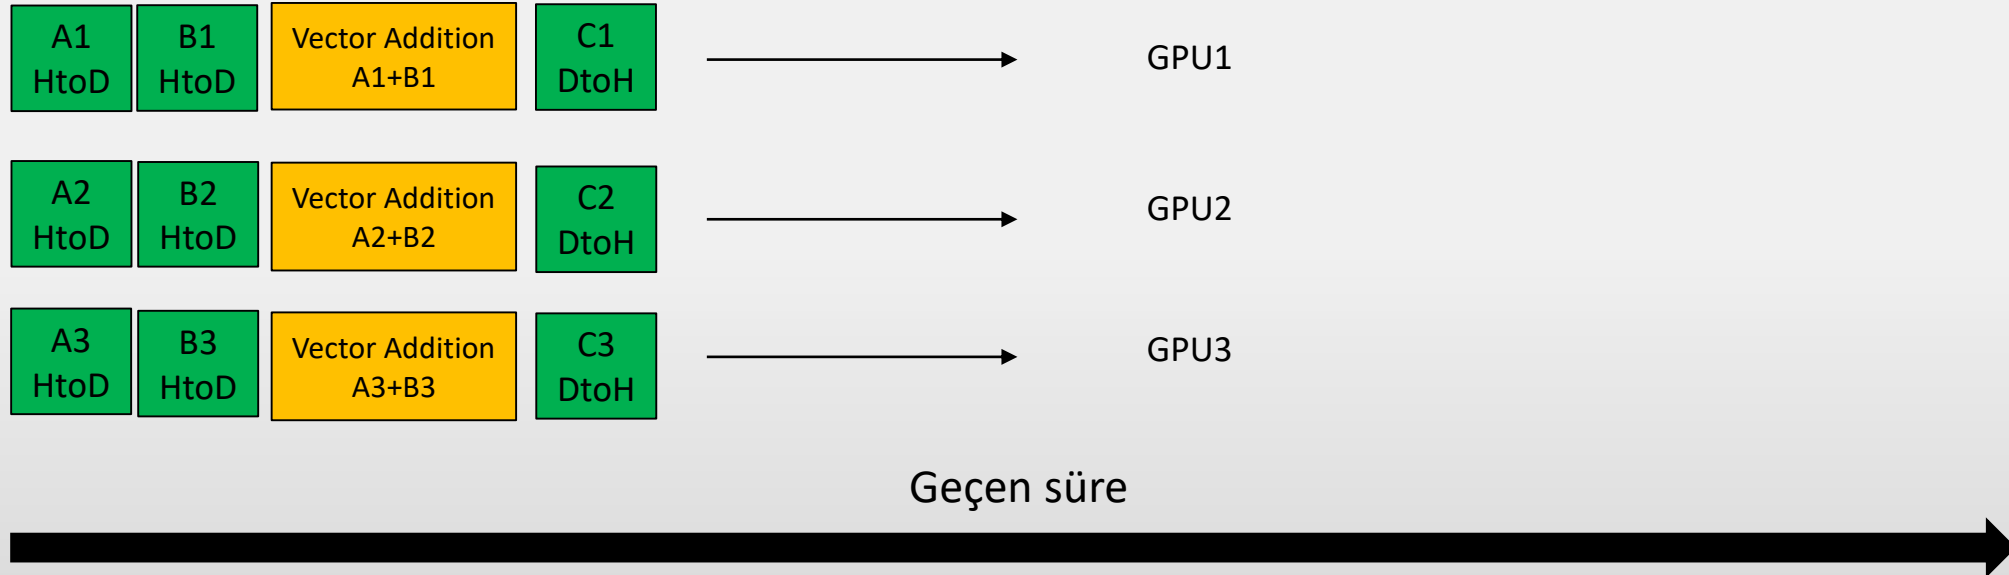 A1
HtoD
B1
HtoD
Vector Addition
A1+B1
C1
DtoH
GPU1
A2
HtoD
B2
HtoD
Vector Addition
A2+B2
C2
DtoH
GPU2
A3
HtoD
B3
HtoD
Vector Addition
A3+B3
C3
DtoH
GPU3
Geçen süre